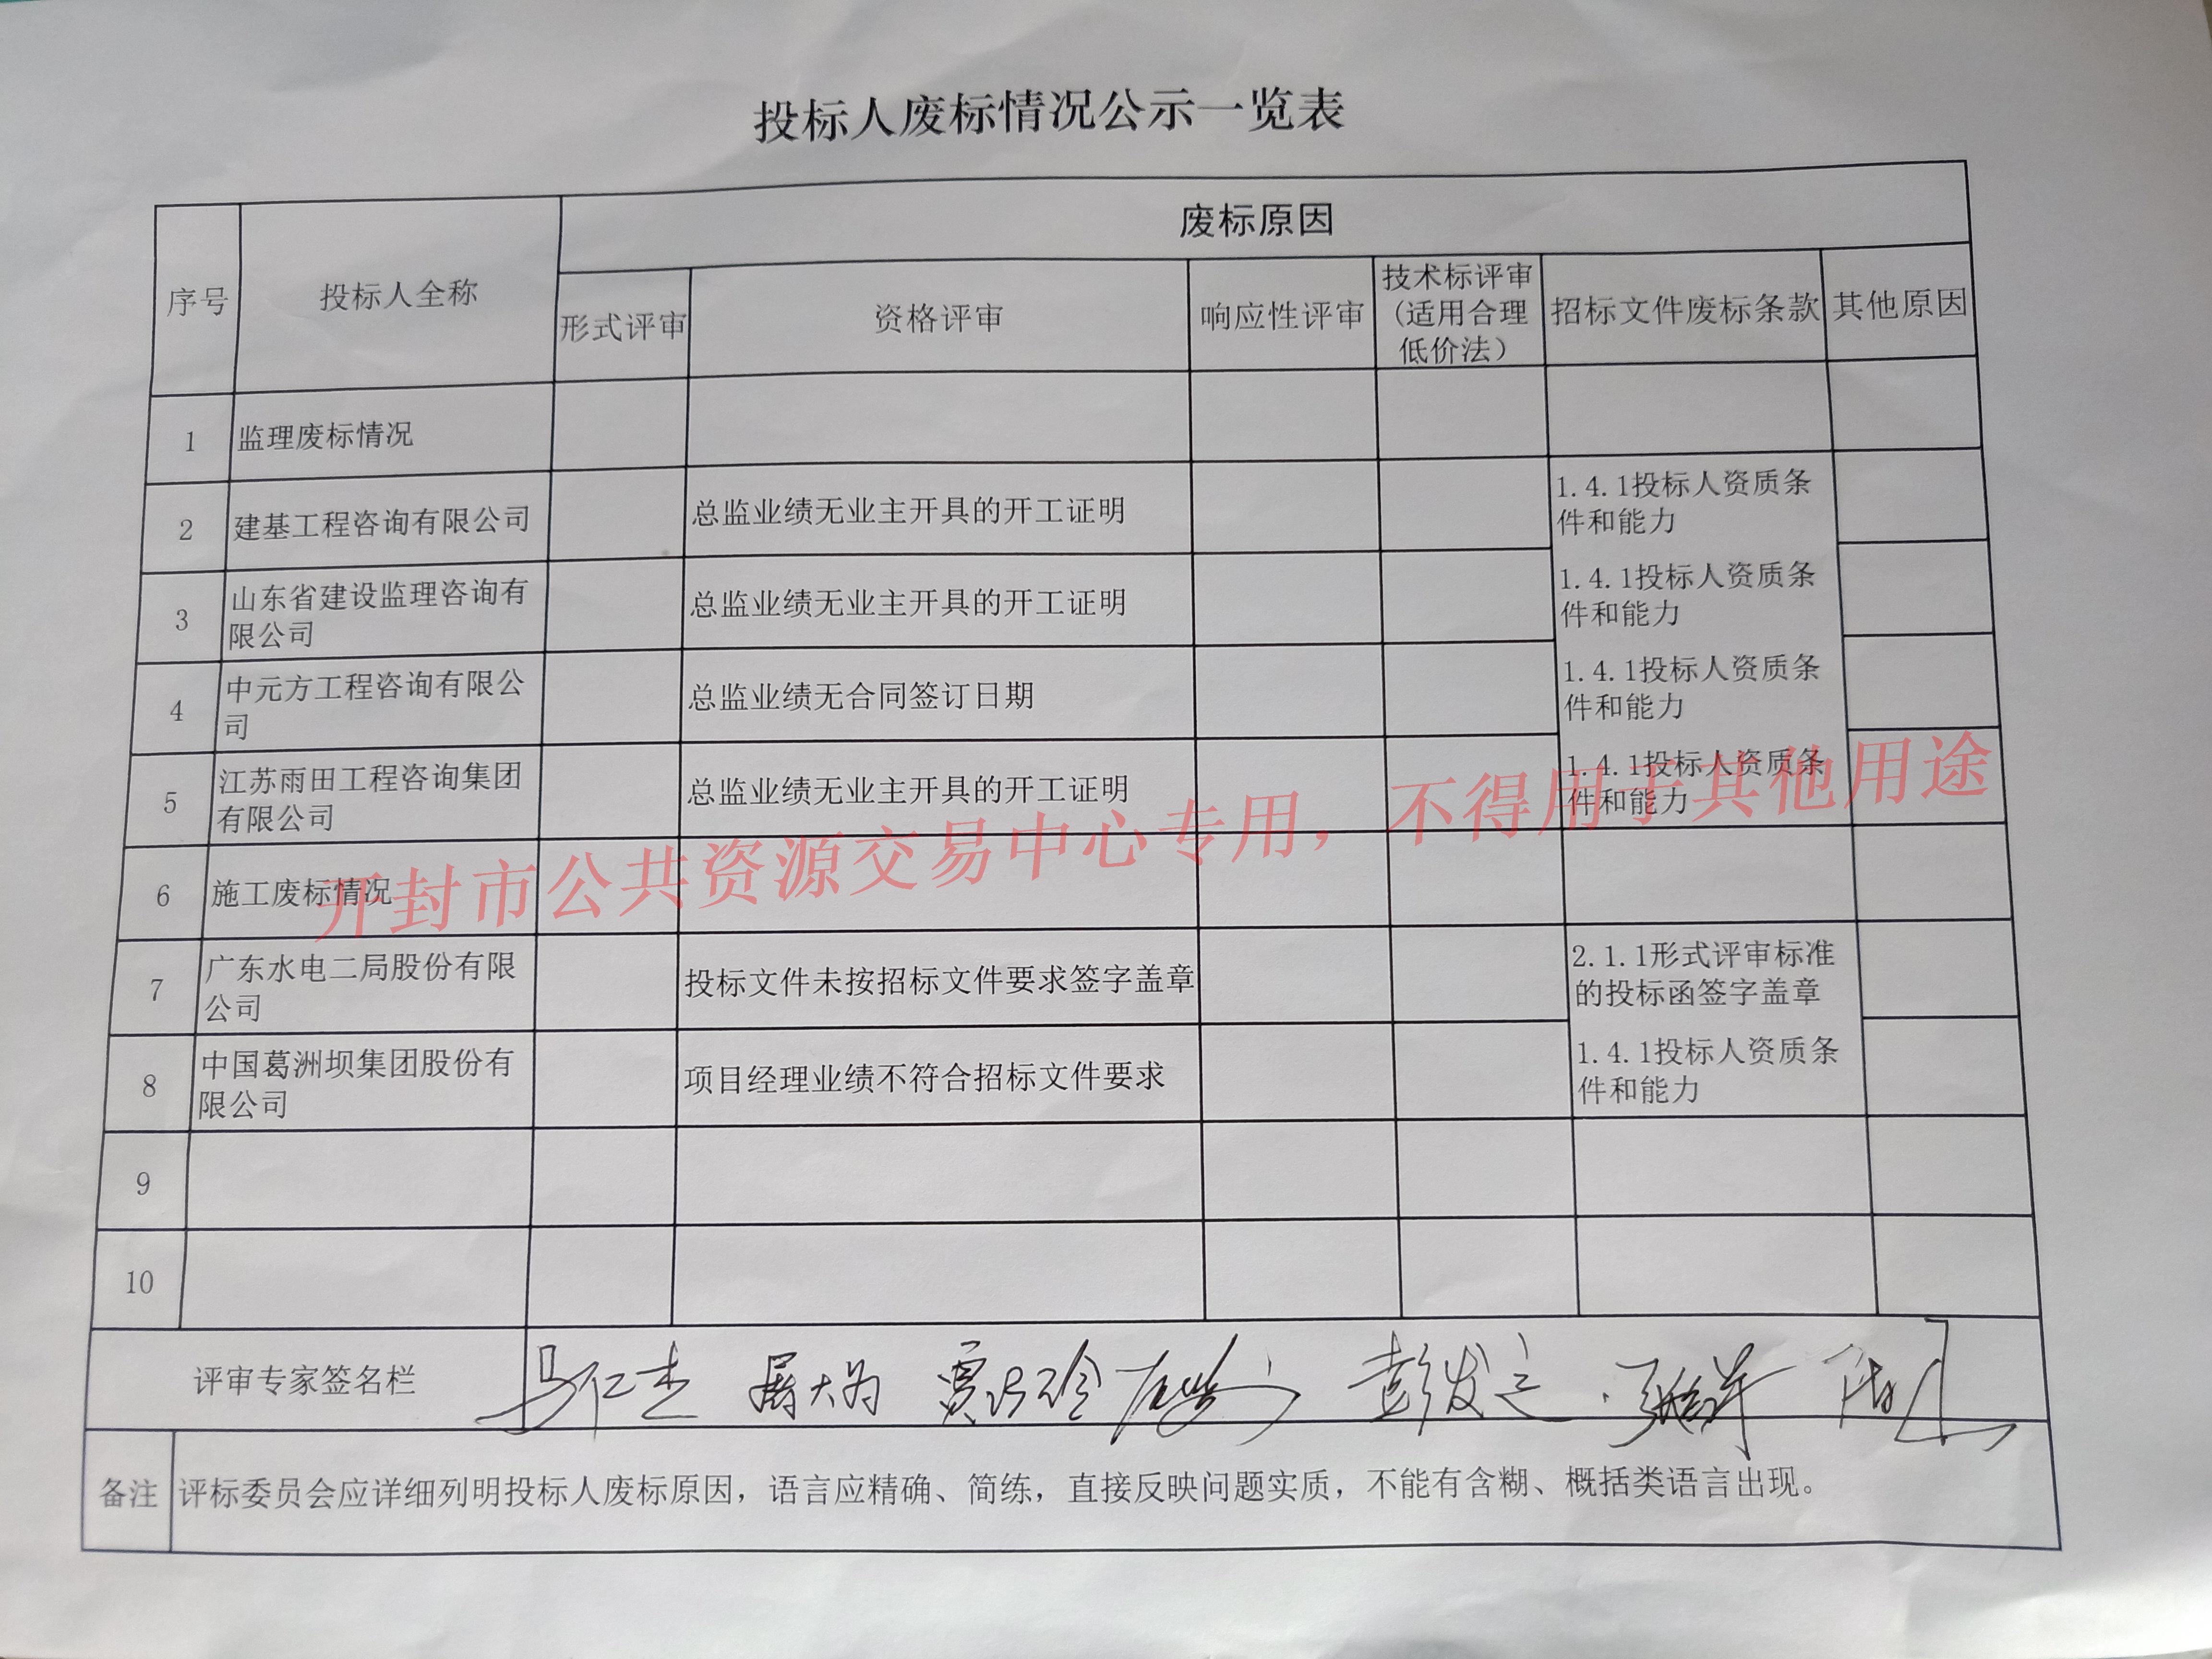 投标人废标情况公示一览表
序号 投标人全称 废标原因
形式评审 资格评审 响应性评审 技术标评审(适用合理低价法) 招标文件废标条款 其他原因
1 监理废标情况
2 建基工程咨询有限公司 总监业绩无业主开具的开工证明 1.4.1投标人资质条件和能力
3 山东省建设监理咨询有限公司 总监业绩无业主开具的开工证明 1.4.1投标人资质条件和能力
4 中元方工程咨询有限公司 总监业绩无合同签订日期 1.4.1投标人资质条件和能力
5 江苏雨田工程咨询集团有限公司 总监业绩无业主开具的开工证明 1.4.1投标人资质条件和能力
6 施工废标情况
7 广东水电二局股份有限公司 投标文件未按招标文件要求签字盖章 2.1.1形式评审标准的投标函签字盖章
8 中国葛洲坝集团股份有限公司 项目经理业绩不符合招标文件要求 1.4.1投标人资质条件和能力
9
10
评审专家签名栏 马仁杰 彭发定
备注 评标委员会应详细列明投标人废标原因，语言应精确、简练，直接反映问题实质，不能有含糊、概括类语言出现。
开封市公共资源交易中心专用，不得用于其他用途